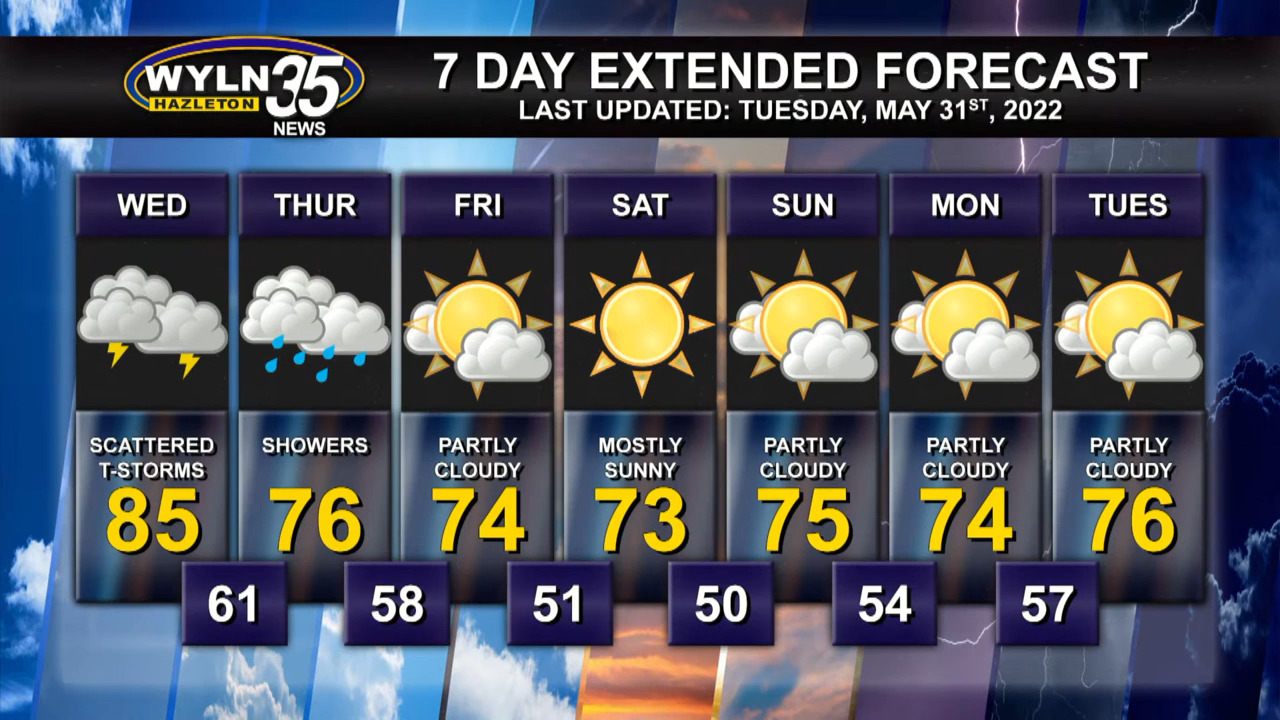 WYLN 35
HAZLETON
NEWS
7 DAY EXTENDED FORECAST
LAST UPDATED: TUESDAY, MAY 31ST, 2022
WED
THUR
FRI
SAT
SUN
MON
TUES
SCATTERED
T-STORMS
85
SHOWERS
76
PARTLY
CLOUDY
74
MOSTLY
SUNNY
73
PARTLY
CLOUDY
75
PARTLY
CLOUDY
74
PARTLY
CLOUDY
76
61
58
51
50
54
57